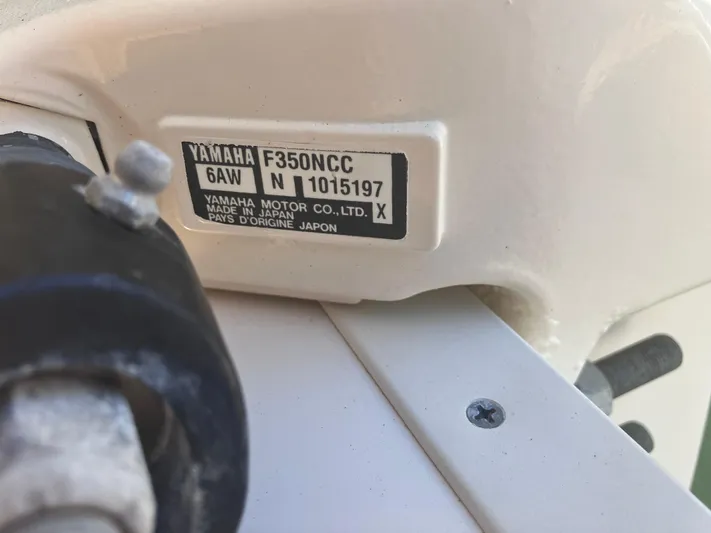 YAMAHA F350NCC
6AW N 1015197
YAMAHA MOTOR CO., LTD. X
MADE IN JAPAN
PAYS D'ORIGINE JAPON